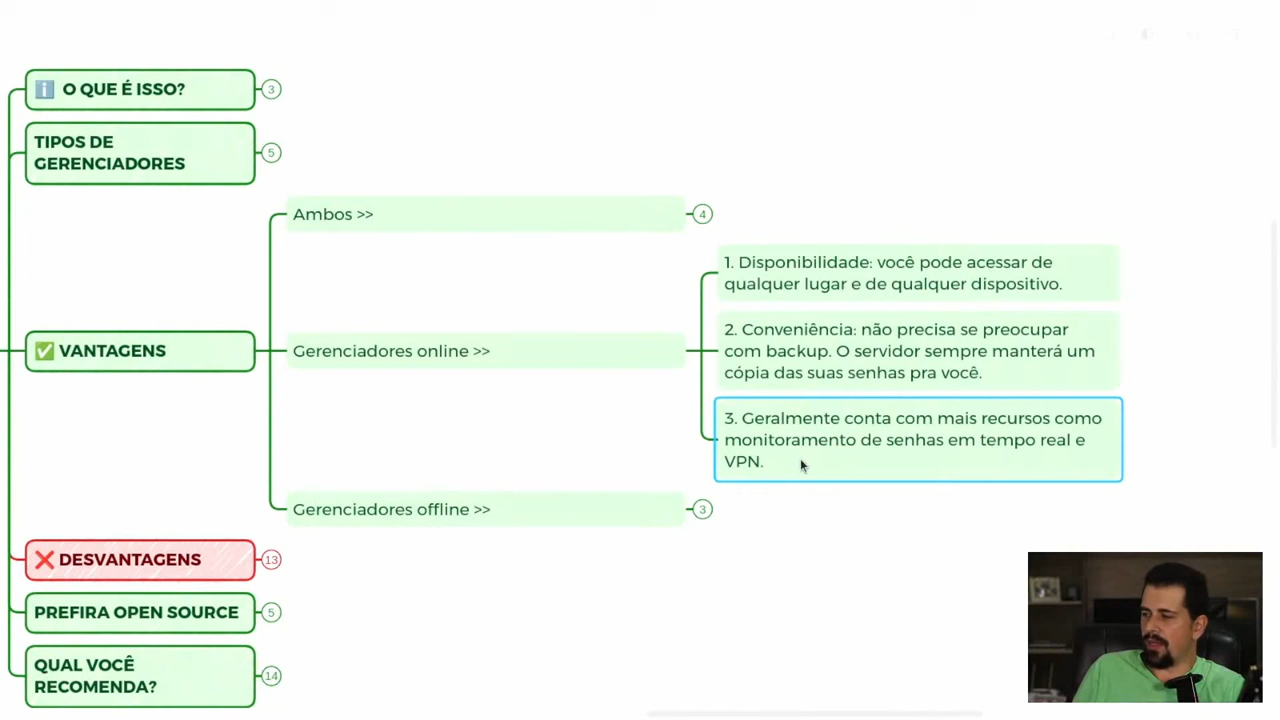 ℹ️ O QUE É ISSO?
3
TIPOS DE
GERENCIADORES
5
✅ VANTAGENS
Ambos >>
4
Gerenciadores online >>
1. Disponibilidade: você pode acessar de
qualquer lugar e de qualquer dispositivo.
2. Conveniência: não precisa se preocupar
com backup. O servidor sempre manterá um
cópia das suas senhas pra você.
3. Geralmente conta com mais recursos como
monitoramento de senhas em tempo real e
VPN.
Gerenciadores offline >>
3
❌ DESVANTAGENS
13
PREFIRA OPEN SOURCE
5
QUAL VOCÊ
RECOMENDA?
14